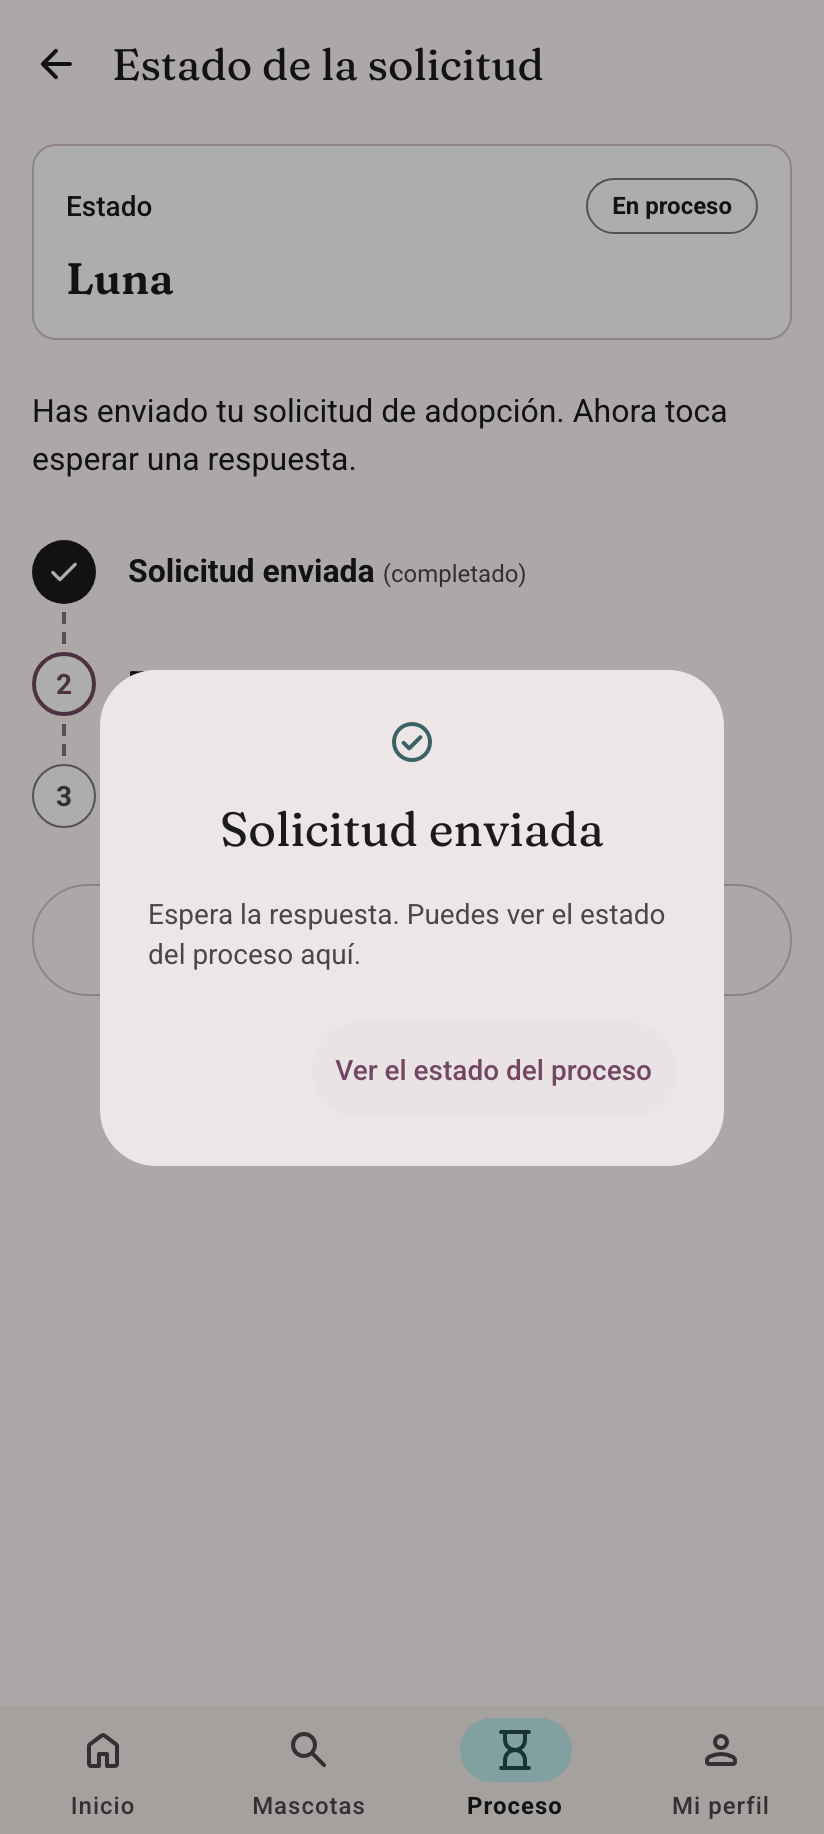 Estado de la solicitud
Estado
En proceso
Luna
Has enviado tu solicitud de adopción. Ahora toca
esperar una respuesta.
Solicitud enviada (completado)
2
3
Solicitud enviada
Espera la respuesta. Puedes ver el estado
del proceso aquí.
Ver el estado del proceso
Inicio
Mascotas
Proceso
Mi perfil